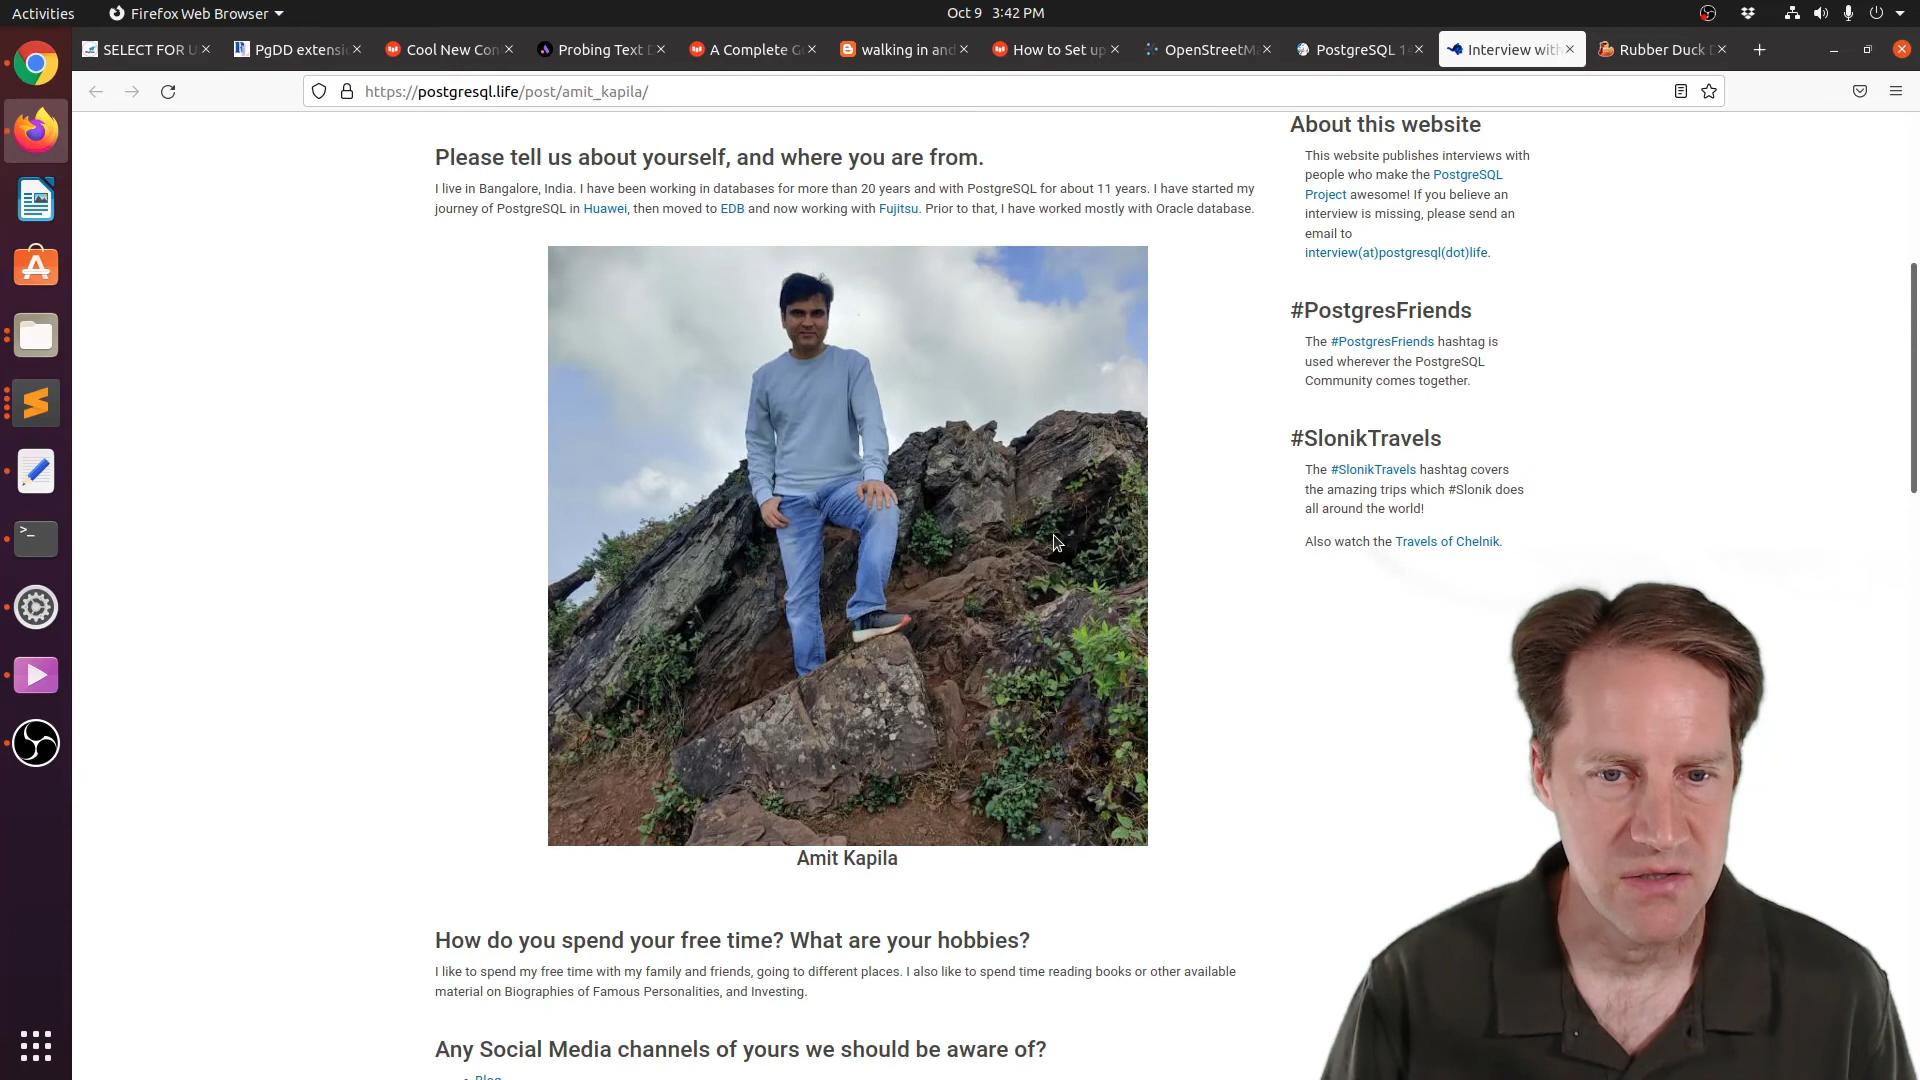 Activities
Firefox Web Browser
Oct 9 3:42 PM
SELECT FOR U
PgDD extensi
Cool New Con
Probing Text D
A Complete G
walking in and
How to Set up
OpenStreetMa
PostgreSQL 14
Interview with
Rubber Duck D
https://postgresql.life/post/amit_kapila/
Please tell us about yourself, and where you are from.
I live in Bangalore, India. I have been working in databases for more than 20 years and with PostgreSQL for about 11 years. I have started my
journey of PostgreSQL in Huawei, then moved to EDB and now working with Fujitsu. Prior to that, I have worked mostly with Oracle database.
Amit Kapila
How do you spend your free time? What are your hobbies?
I like to spend my free time with my family and friends, going to different places. I also like to spend time reading books or other available
material on Biographies of Famous Personalities, and Investing.
Any Social Media channels of yours we should be aware of?
Blog
About this website
This website publishes interviews with
people who make the PostgreSQL
Project awesome! If you believe an
interview is missing, please send an
email to
interview(at)postgresql(dot)life.
#PostgresFriends
The #PostgresFriends hashtag is
used wherever the PostgreSQL
Community comes together.
#SlonikTravels
The #SlonikTravels hashtag covers
the amazing trips which #Slonik does
all around the world!
Also watch the Travels of Chelnik.